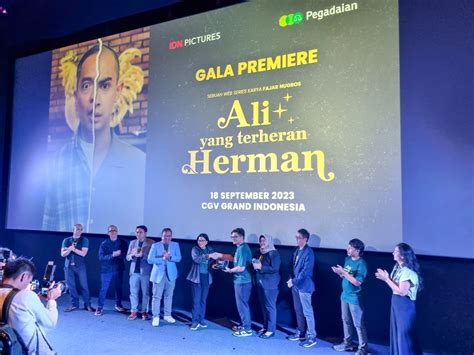 IDN PICTURES
Pegadaian
GALA PREMIERE
SEBUAH WEB SERIES KARYA FAJAR NUGROS
Ali
yang terheran
Herman
18 SEPTEMBER 2023
CGV GRAND INDONESIA